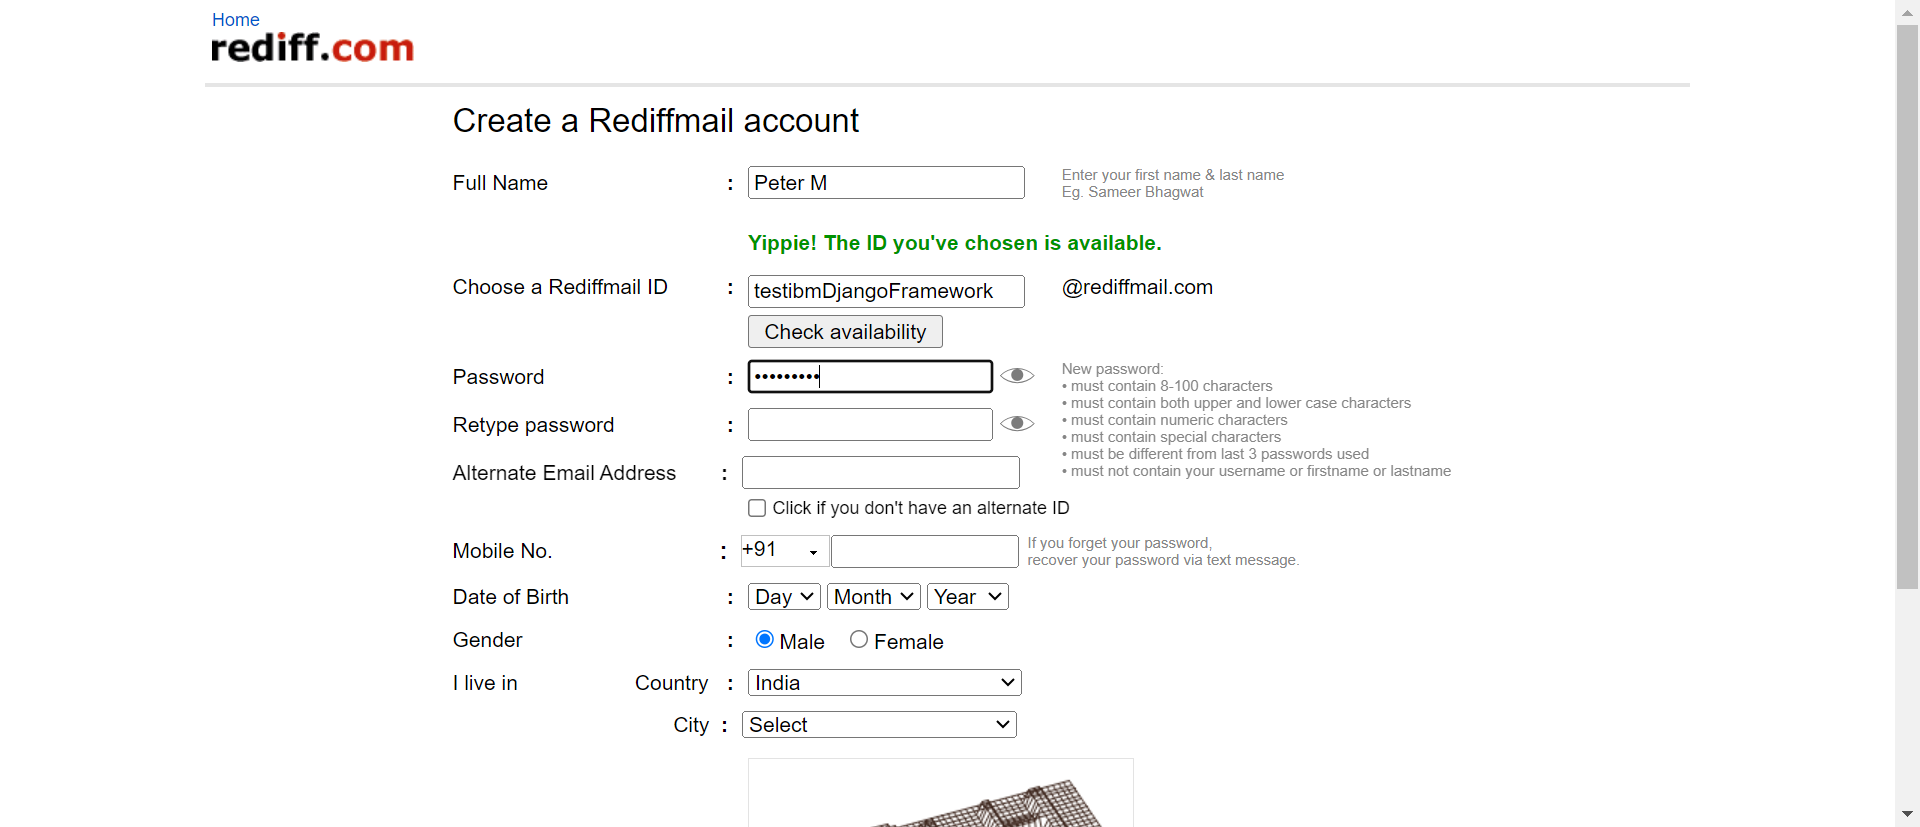 Home
rediff.com
Create a Rediffmail account
Full Name : Peter M
Enter your first name & last name
Eg. Sameer Bhagwat
Yippie! The ID you've chosen is available.
Choose a Rediffmail ID : testibmDjangoFramework @rediffmail.com
Check availability
Password : •••••••••
New password:
• must contain 8-100 characters
• must contain both upper and lower case characters
• must contain numeric characters
• must contain special characters
• must be different from last 3 passwords used
• must not contain your username or firstname or lastname
Retype password :
Alternate Email Address :
Click if you don't have an alternate ID
Mobile No. : +91
If you forget your password,
recover your password via text message.
Date of Birth : Day Month Year
Gender : Male Female
I live in Country : India
City : Select